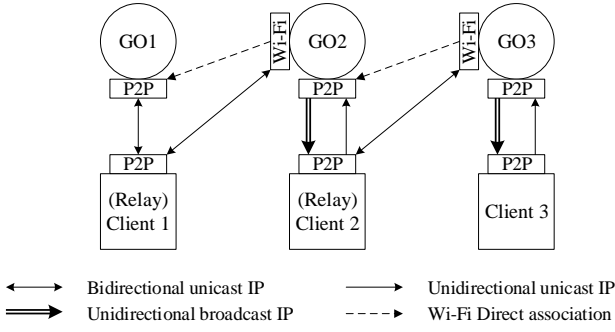 GO1
Wi-Fi
GO2
Wi-Fi
GO3
P2P
P2P
P2P
P2P
P2P
P2P
(Relay)
Client 1
(Relay)
Client 2
Client 3
Bidirectional unicast IP
Unidirectional unicast IP
Unidirectional broadcast IP
Wi-Fi Direct association